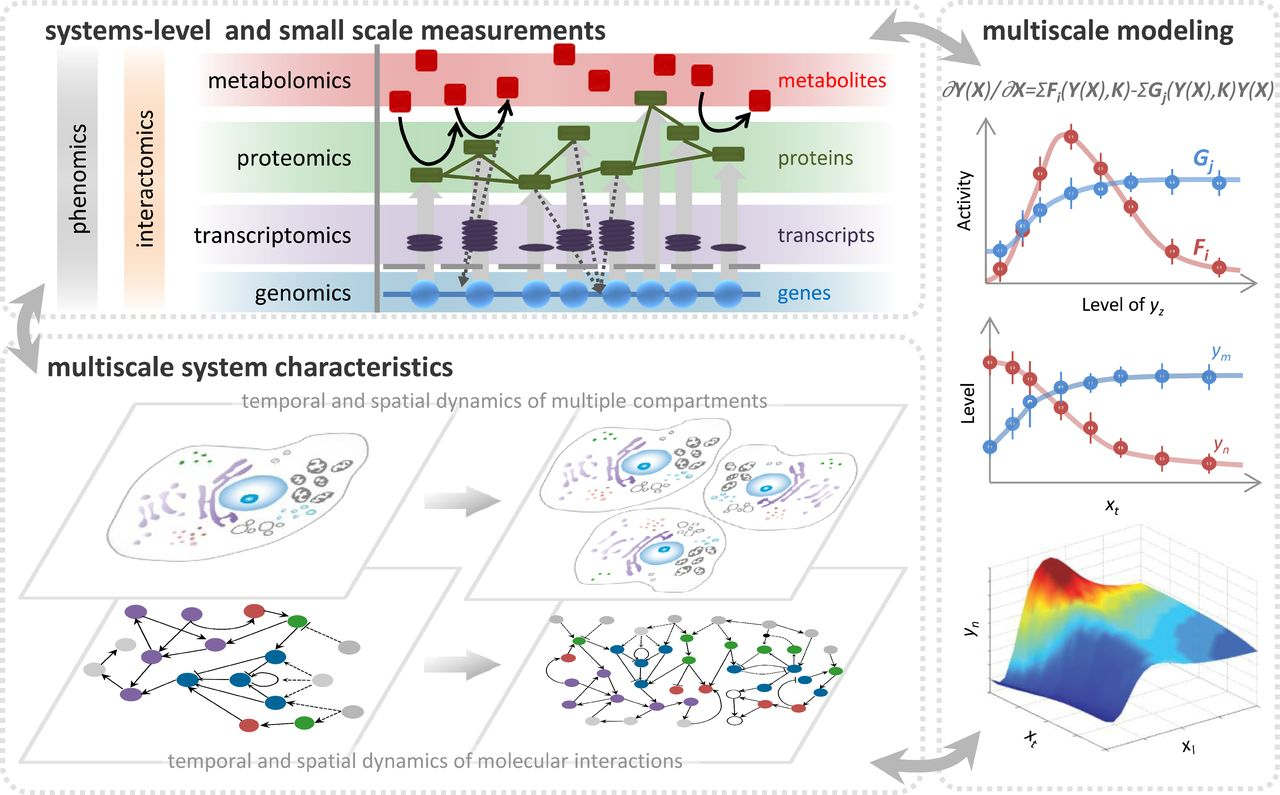 systems-level and small scale measurements
phenomics
interactomics
metabolomics
metabolites
proteomics
proteins
transcriptomics
transcripts
genomics
genes
multiscale system characteristics
temporal and spatial dynamics of multiple compartments
temporal and spatial dynamics of molecular interactions
multiscale modeling
∂Y(X)/∂X=ΣFi(Y(X),K)-ΣGj(Y(X),K)Y(X)
Activity
Gj
Fi
Level of yz
Level
ym
yn
xt
yn
xt
xl